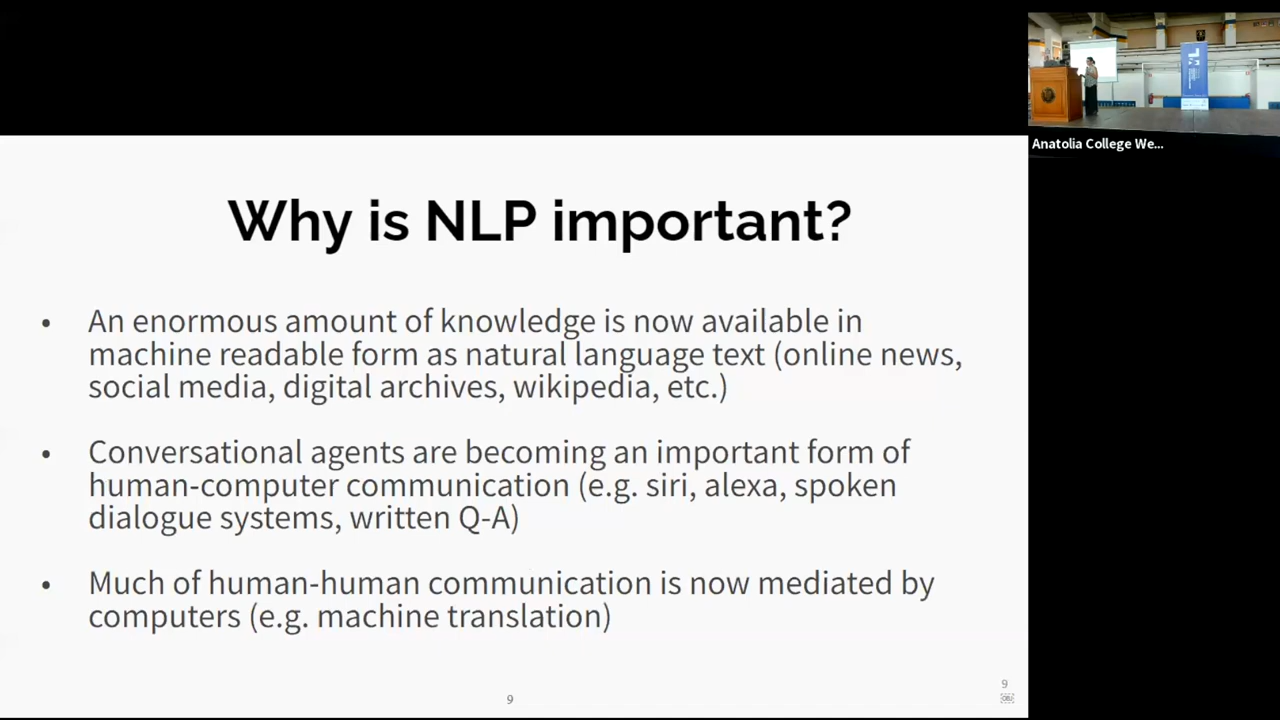 Why is NLP important?
• An enormous amount of knowledge is now available in
machine readable form as natural language text (online news,
social media, digital archives, wikipedia, etc.)
• Conversational agents are becoming an important form of
human-computer communication (e.g. siri, alexa, spoken
dialogue systems, written Q-A)
• Much of human-human communication is now mediated by
computers (e.g. machine translation)
9
9
Anatolia College We...